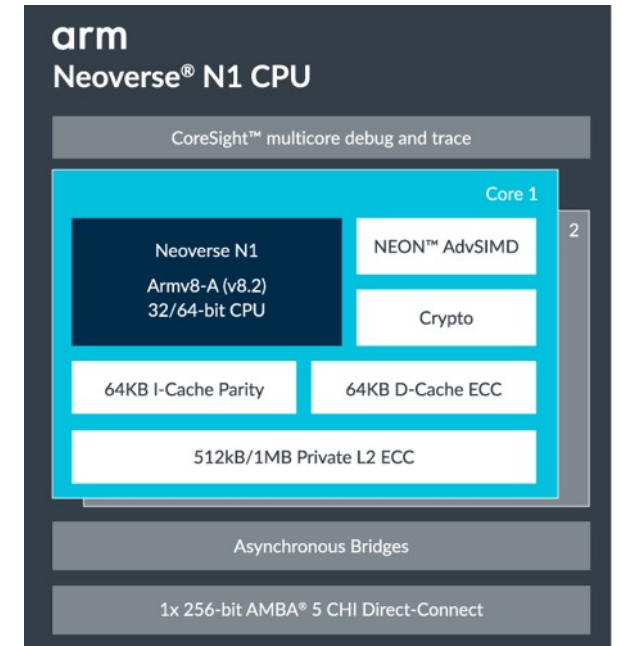 arm
Neoverse® N1 CPU
CoreSight™ multicore debug and trace
Core 1
2
Neoverse N1
NEON™ AdvSIMD
Armv8-A (v8.2)
32/64-bit CPU
Crypto
64KB I-Cache Parity
64KB D-Cache ECC
512kB/1MB Private L2 ECC
Asynchronous Bridges
1x 256-bit AMBA® 5 CHI Direct-Connect